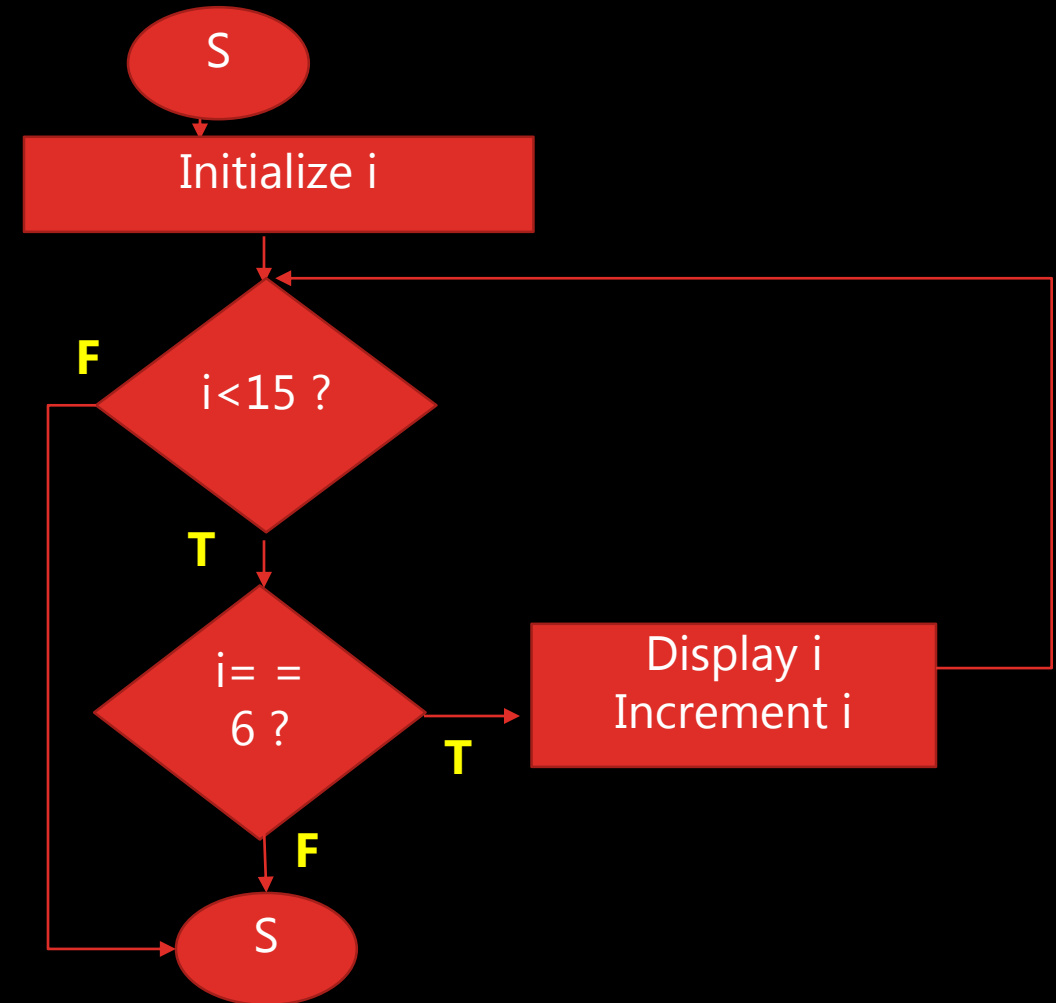 S
Initialize i
F
i<15 ?
T
i= =
6 ?
T
Display i
Increment i
F
S